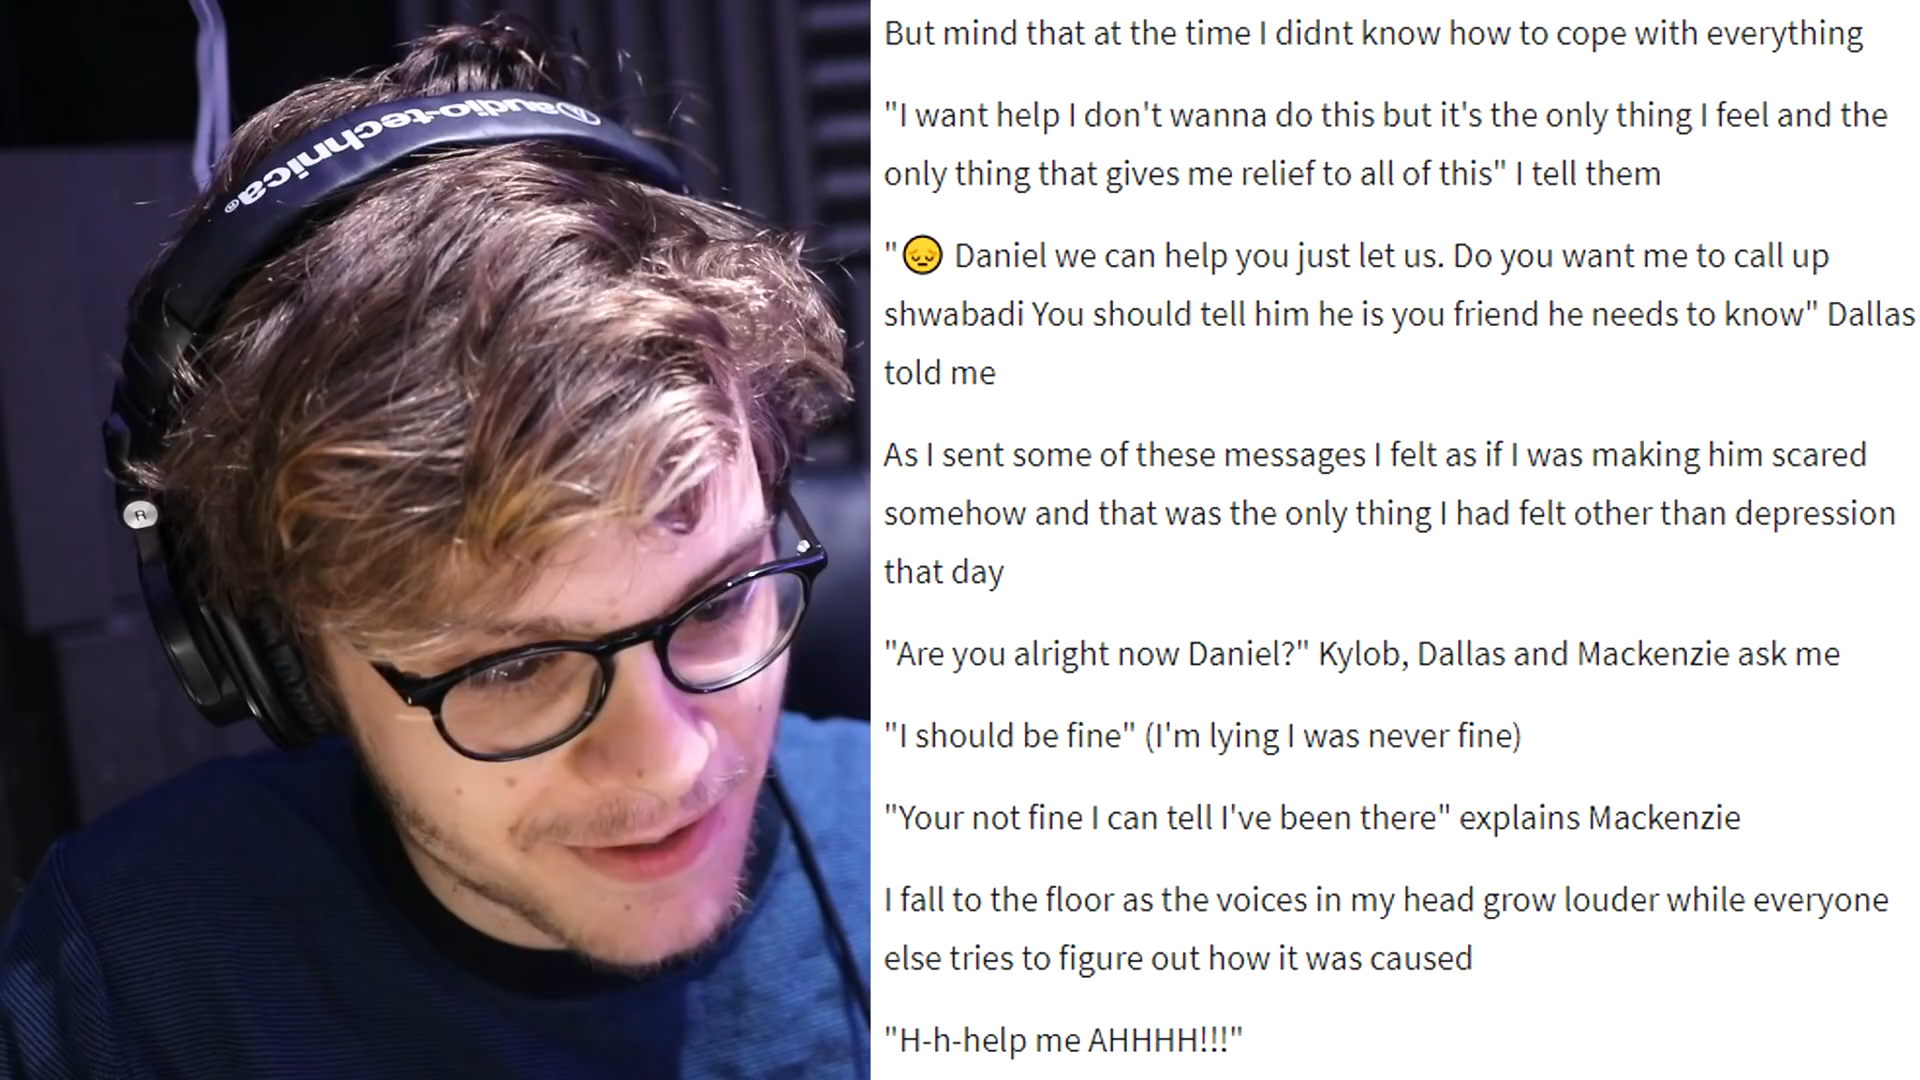 audio-technica®
R
But mind that at the time I didnt know how to cope with everything
"I want help I don't wanna do this but it's the only thing I feel and the
only thing that gives me relief to all of this" I tell them
"😞 Daniel we can help you just let us. Do you want me to call up
shwabadi You should tell him he is you friend he needs to know" Dallas
told me
As I sent some of these messages I felt as if I was making him scared
somehow and that was the only thing I had felt other than depression
that day
"Are you alright now Daniel?" Kylob, Dallas and Mackenzie ask me
"I should be fine" (I'm lying I was never fine)
"Your not fine I can tell I've been there" explains Mackenzie
I fall to the floor as the voices in my head grow louder while everyone
else tries to figure out how it was caused
"H-h-help me AHHHH!!!"